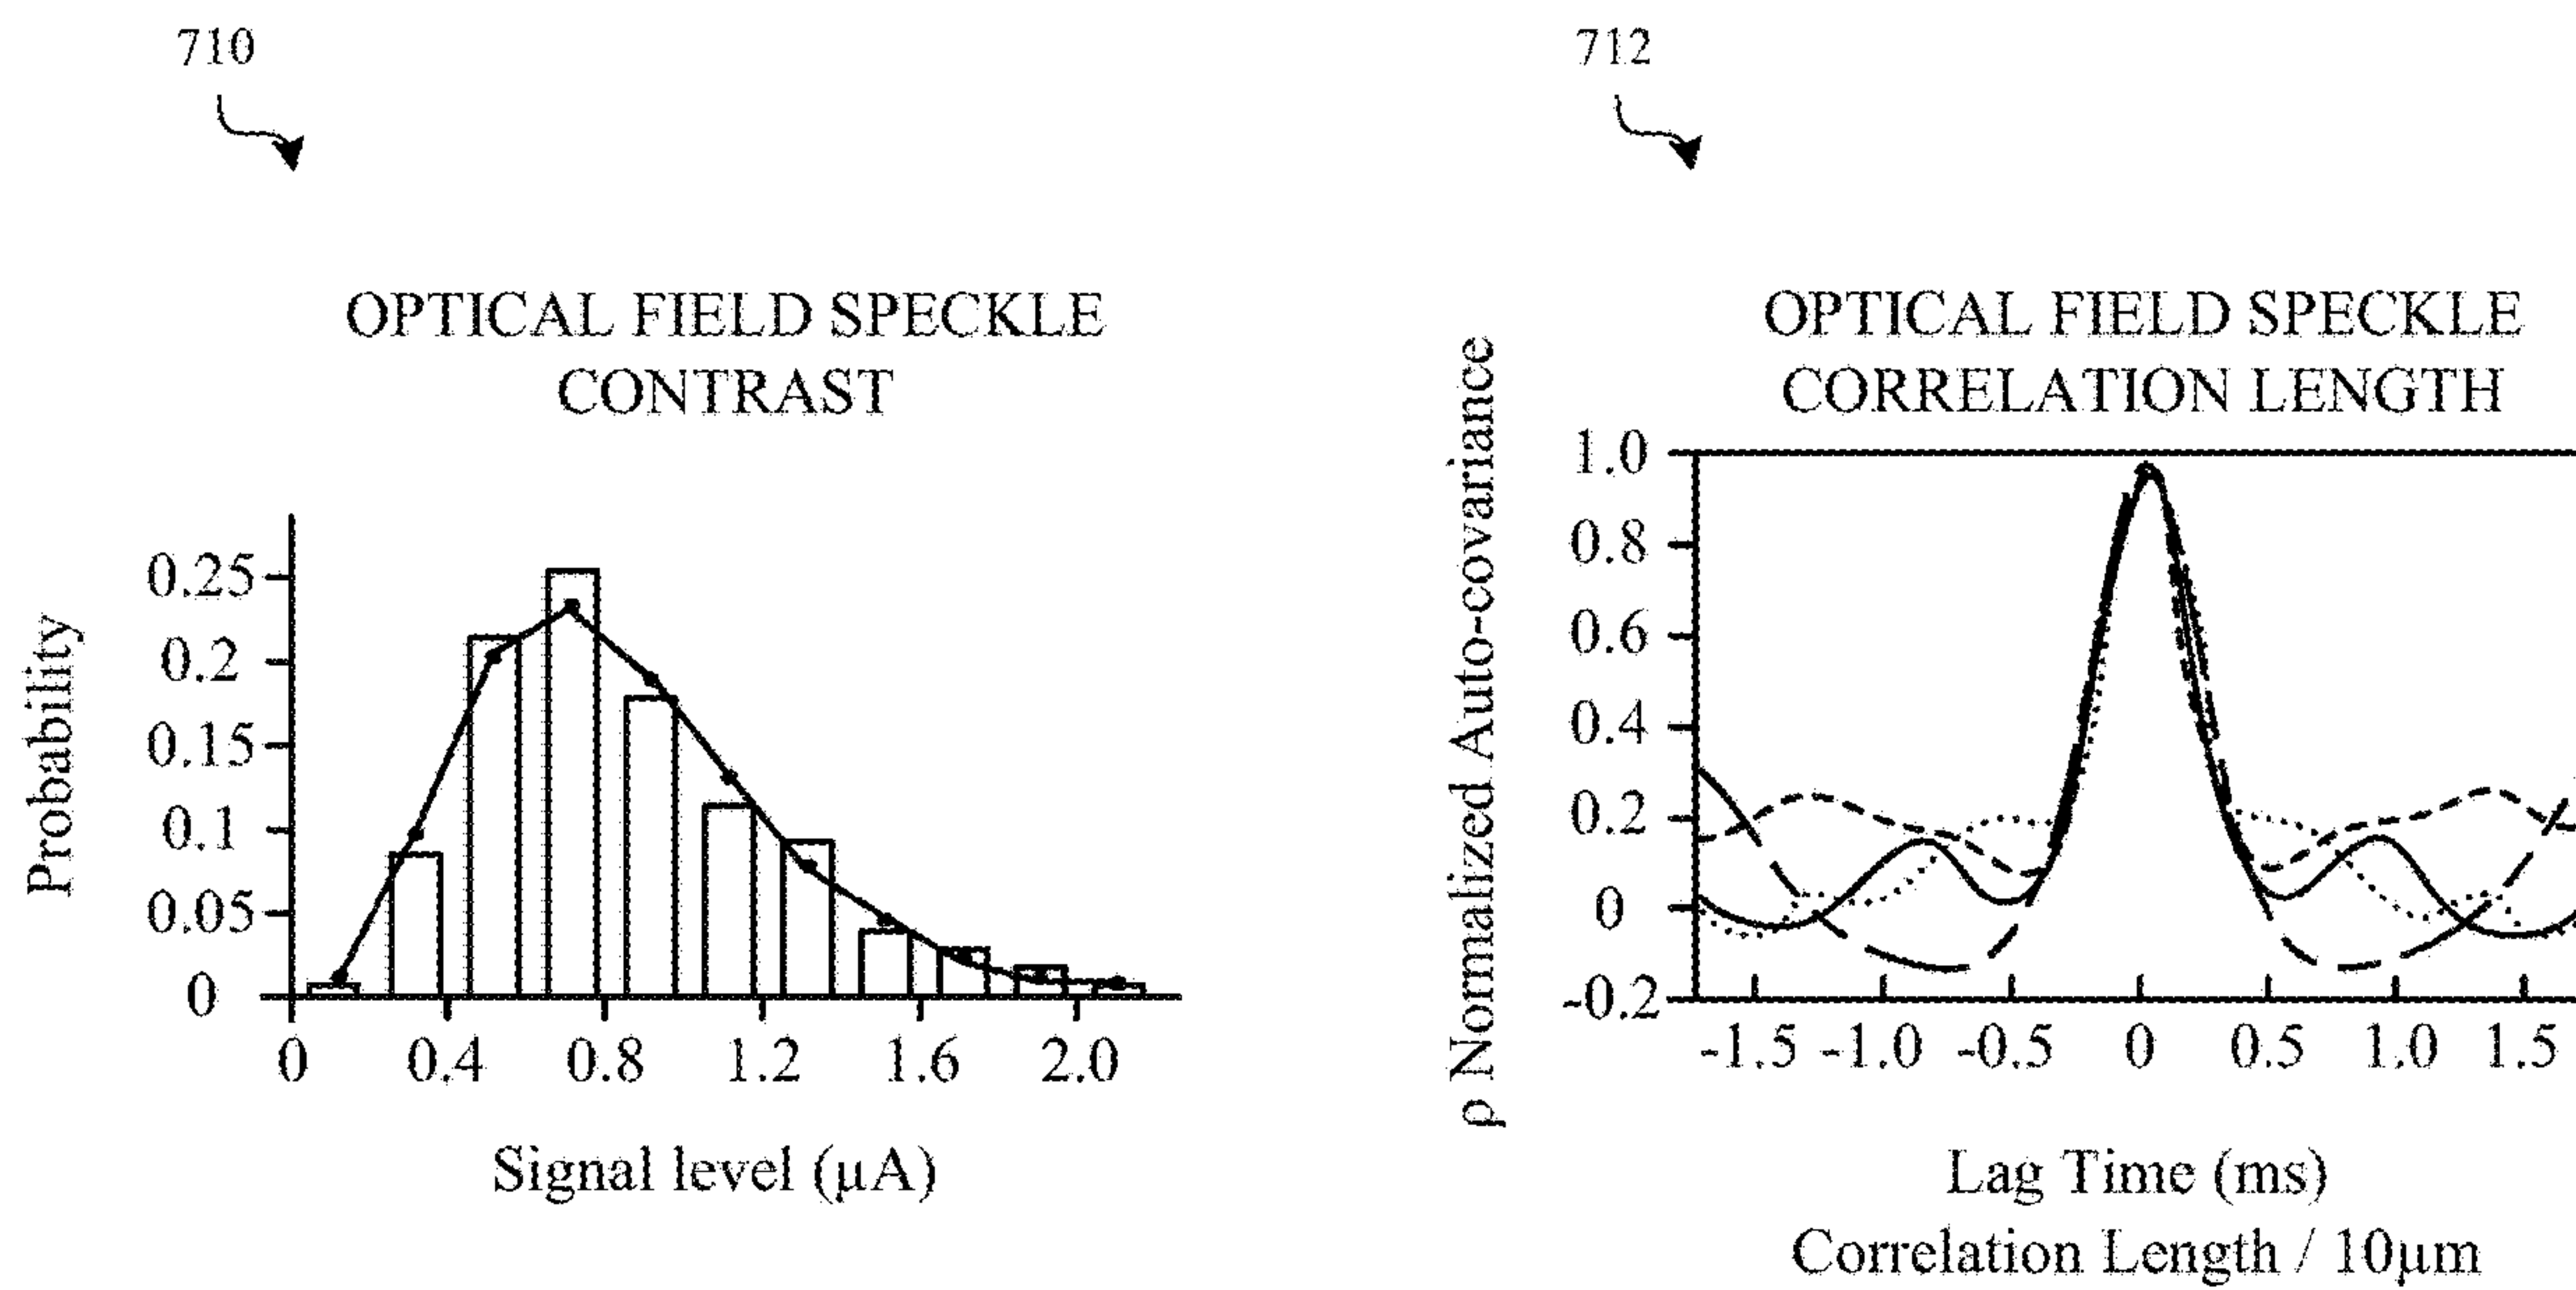 710
OPTICAL FIELD SPECKLE
CONTRAST
Probability
0.25
0.2
0.15
0.1
0.05
0
0 0.4 0.8 1.2 1.6 2.0
Signal level (µA)
712
OPTICAL FIELD SPECKLE
CORRELATION LENGTH
ρ Normalized Auto-covariance
1.0
0.8
0.6
0.4
0.2
0
-0.2
-1.5 -1.0 -0.5 0 0.5 1.0 1.5
Lag Time (ms)
Correlation Length / 10µm